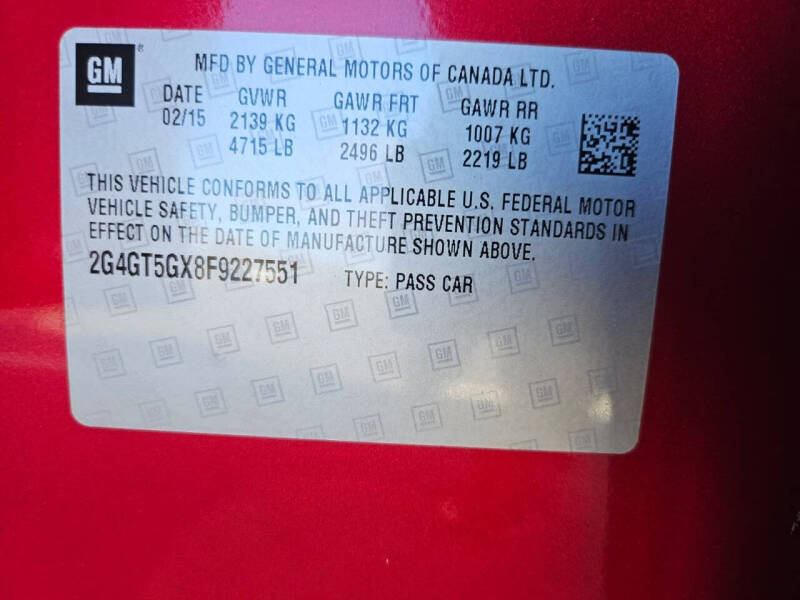 GM
MFD BY GENERAL MOTORS OF CANADA LTD.
DATE GVWR GAWR FRT GAWR RR
02/15 2139 KG 1132 KG 1007 KG
4715 LB 2496 LB 2219 LB
THIS VEHICLE CONFORMS TO ALL APPLICABLE U.S. FEDERAL MOTOR
VEHICLE SAFETY, BUMPER, AND THEFT PREVENTION STANDARDS IN
EFFECT ON THE DATE OF MANUFACTURE SHOWN ABOVE.
2G4GT5GX8F9227551 TYPE: PASS CAR